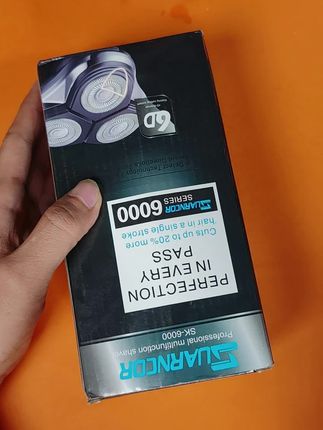 SUARNCOR
Professional multifunction shaver
SK-6000
PERFECTION
IN EVERY
PASS
Cuts up to 20% more
hair in a single stroke
SUARNCOR 6000
SERIES
6D